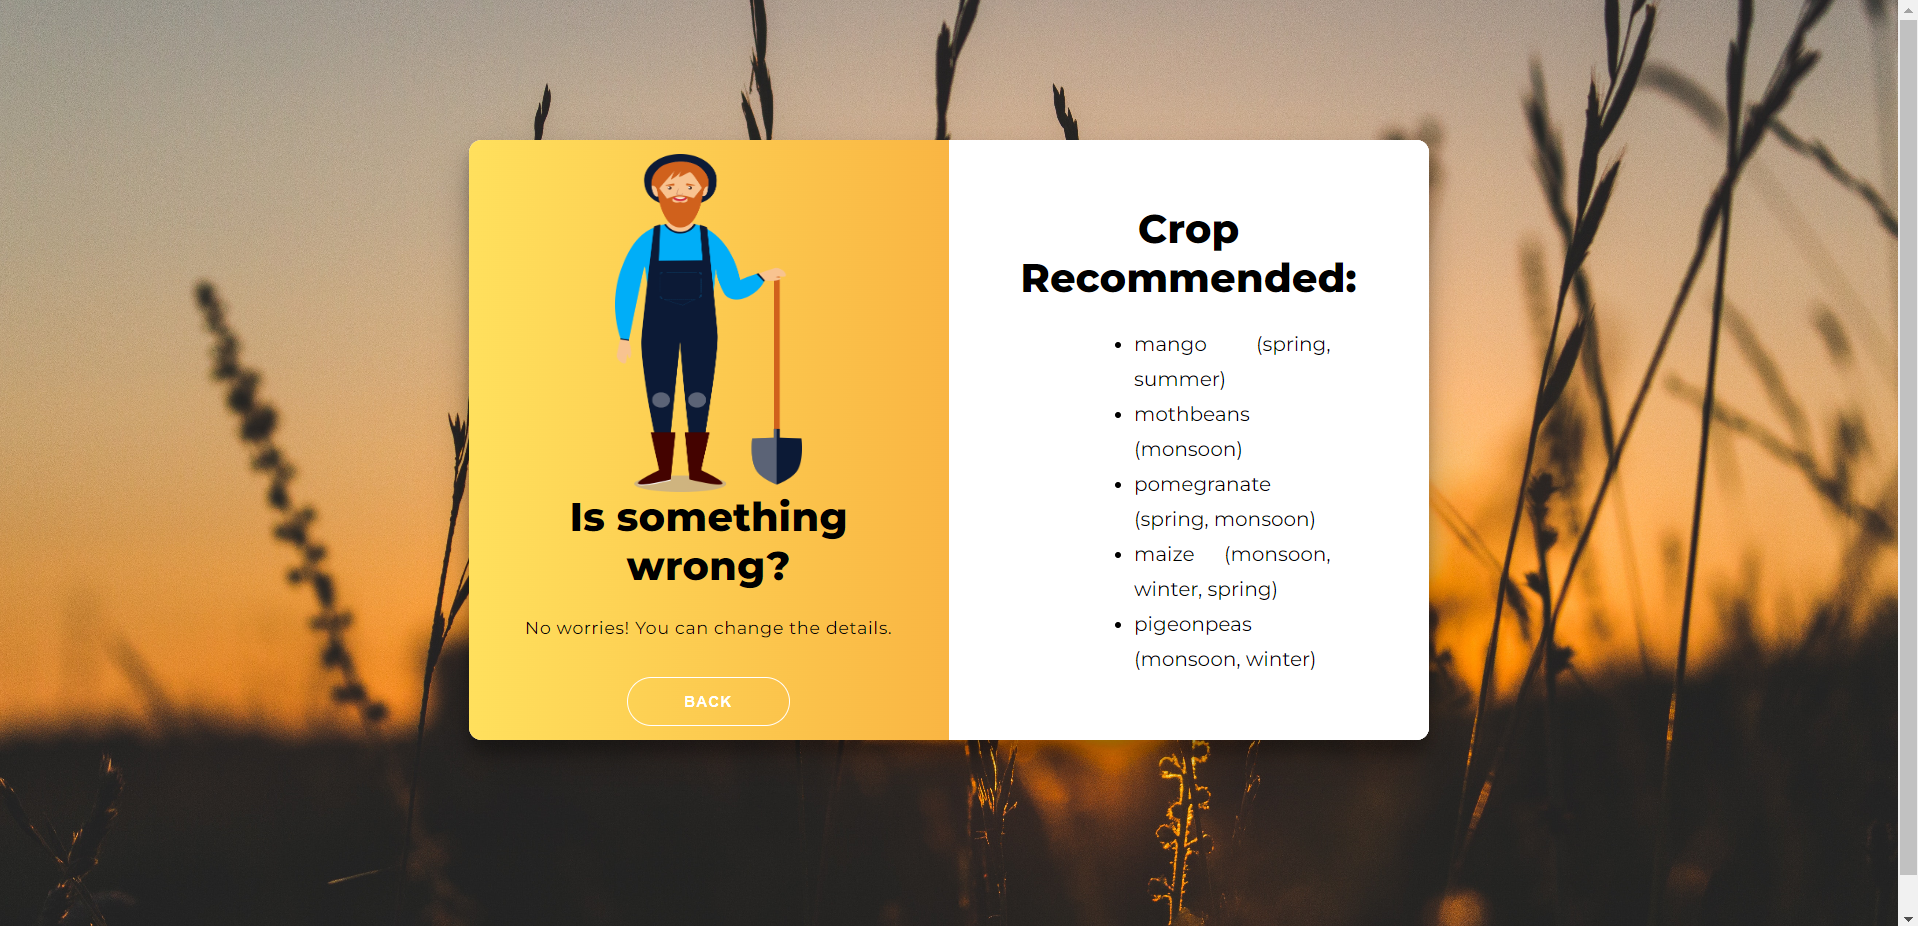 Is something
wrong?
No worries! You can change the details.
BACK
Crop
Recommended:
• mango (spring,
summer)
• mothbeans
(monsoon)
• pomegranate
(spring, monsoon)
• maize (monsoon,
winter, spring)
• pigeonpeas
(monsoon, winter)